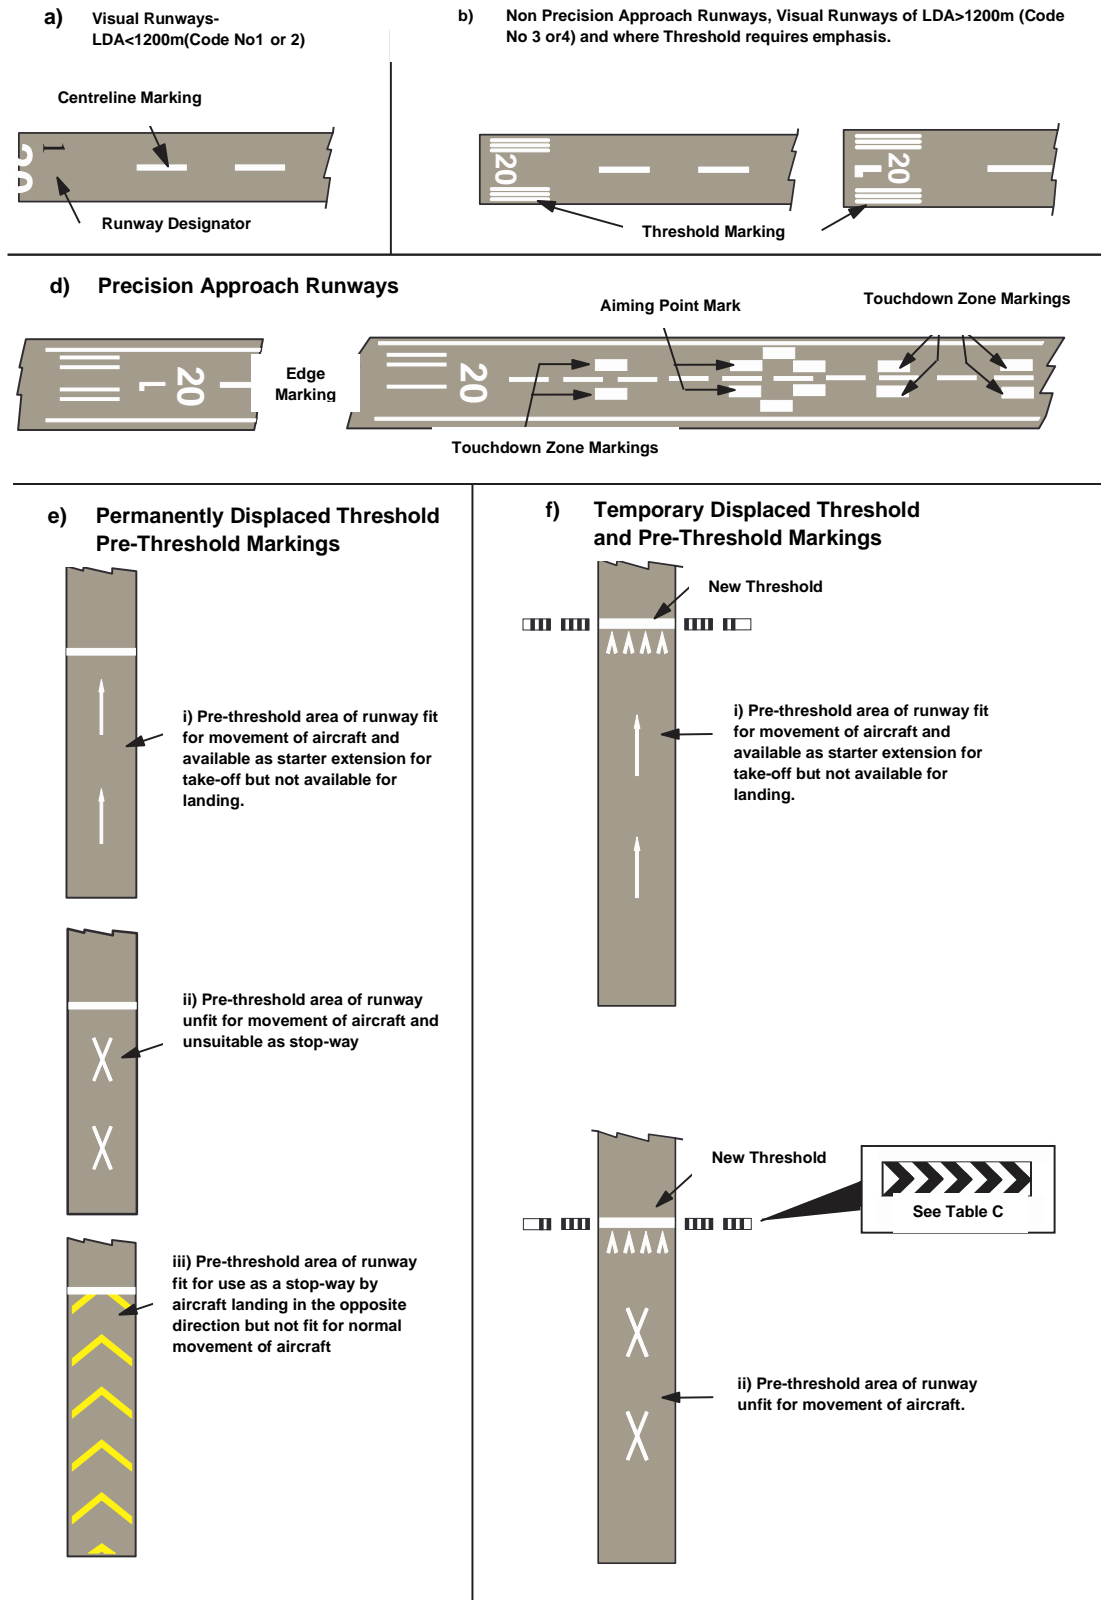 a) Visual Runways-
LDA<1200m(Code No1 or 2)
Centreline Marking
20
1
Runway Designator
b) Non Precision Approach Runways, Visual Runways of LDA>1200m (Code
No 3 or4) and where Threshold requires emphasis.
20
20
L
Threshold Marking
d) Precision Approach Runways
Aiming Point Mark
Touchdown Zone Markings
L
20
Edge
Marking
20
Touchdown Zone Markings
e) Permanently Displaced Threshold
Pre-Threshold Markings
i) Pre-threshold area of runway fit
for movement of aircraft and
available as starter extension for
take-off but not available for
landing.
ii) Pre-threshold area of runway
unfit for movement of aircraft and
unsuitable as stop-way
iii) Pre-threshold area of runway
fit for use as a stop-way by
aircraft landing in the opposite
direction but not fit for normal
movement of aircraft
f) Temporary Displaced Threshold
and Pre-Threshold Markings
New Threshold
i) Pre-threshold area of runway fit
for movement of aircraft and
available as starter extension for
take-off but not available for
landing.
New Threshold
See Table C
ii) Pre-threshold area of runway
unfit for movement of aircraft.